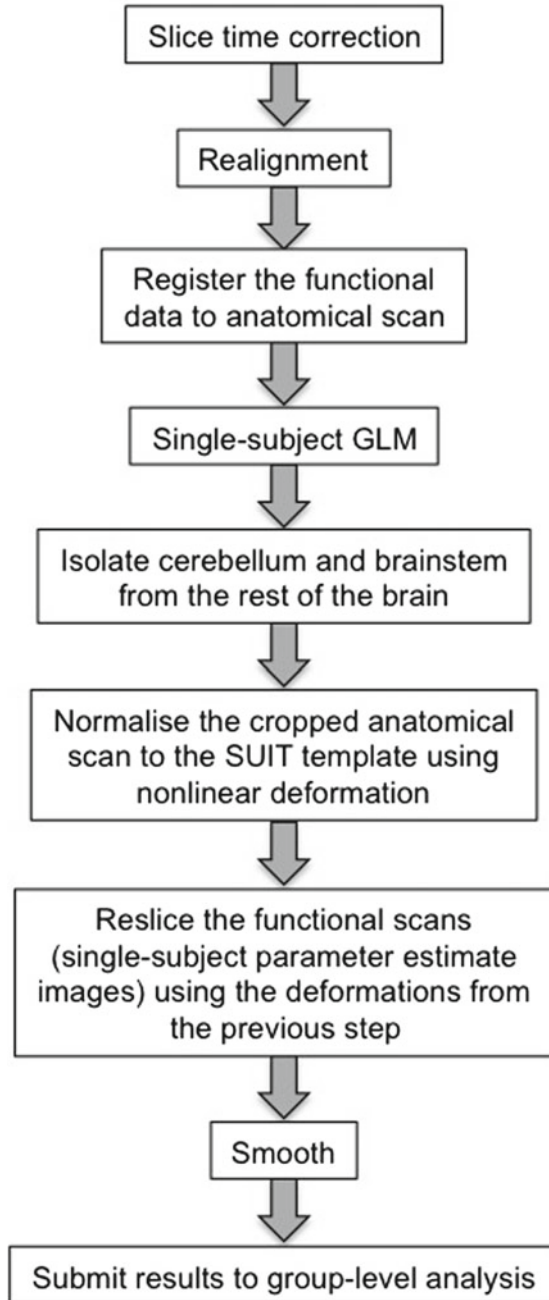 Slice time correction
Realignment
Register the functional
data to anatomical scan
Single-subject GLM
Isolate cerebellum and brainstem
from the rest of the brain
Normalise the cropped anatomical
scan to the SUIT template using
nonlinear deformation
Reslice the functional scans
(single-subject parameter estimate
images) using the deformations from
the previous step
Smooth
Submit results to group-level analysis